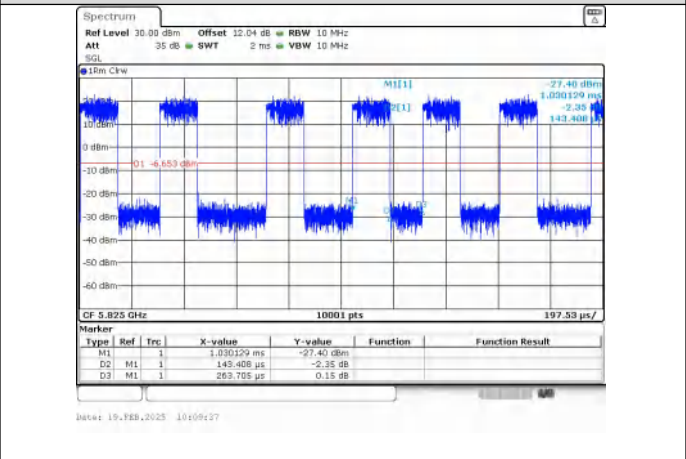 Spectrum
Ref Level 30.00 dBm Offset 12.04 dB RBW 10 MHz
Att 35 dB SWT 2 ms VBW 10 MHz
SGL
1Rm Clrw
M1[1] -27.40 dBm
1.030129 ms
D2[1] -2.35
143.408 µs
10 dBm
0 dBm
D1 -6.653 dBm
-10 dBm
-20 dBm
M1
D3
-30 dBm
-40 dBm
-50 dBm
-60 dBm
CF 5.825 GHz 10001 pts 197.53 µs/
Marker
Type Ref Trc X-value Y-value Function Function Result
M1 1 1.030129 ms -27.40 dBm
D2 M1 1 143.408 µs -2.35 dB
D3 M1 1 263.705 µs 0.15 dB
Date: 19.FEB.2025 10:09:37